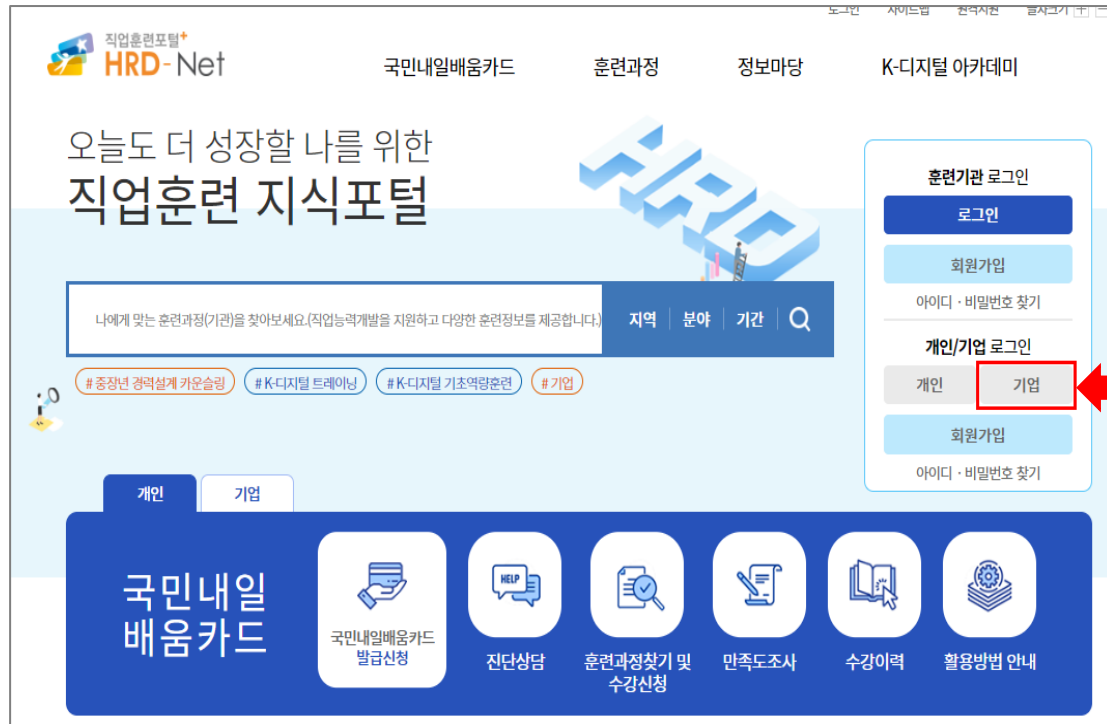 로그인 사이트맵 원격지원 글자크기
직업훈련포털+
HRD-Net
국민내일배움카드 훈련과정 정보마당 K-디지털 아카데미
오늘도 더 성장할 나를 위한
직업훈련 지식포털
HRD
나에게 맞는 훈련과정(기관)을 찾아보세요.(직업능력개발을 지원하고 다양한 훈련정보를 제공합니다.)
지역 분야 기간
# 중장년 경력설계 카운슬링 # K-디지털 트레이닝 # K-디지털 기초역량훈련 # 기업
훈련기관 로그인
로그인
회원가입
아이디 · 비밀번호 찾기
개인/기업 로그인
개인 기업
회원가입
아이디 · 비밀번호 찾기
개인 기업
국민내일
배움카드
국민내일배움카드
발급신청
HELP
진단상담
훈련과정찾기 및
수강신청
만족도조사
수강이력
활용방법 안내